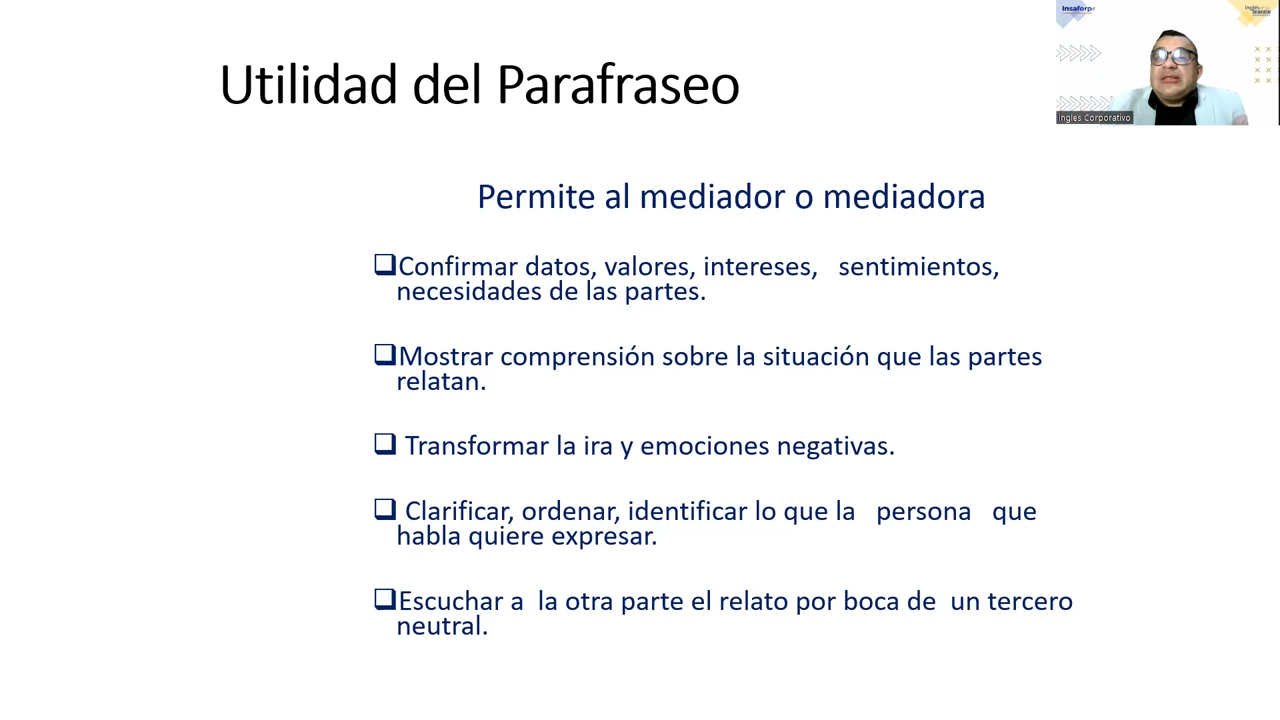 Utilidad del Parafraseo
Insaforp
Ingles Corporativo
Permite al mediador o mediadora
Confirmar datos, valores, intereses, sentimientos,
necesidades de las partes.
Mostrar comprensión sobre la situación que las partes
relatan.
Transformar la ira y emociones negativas.
Clarificar, ordenar, identificar lo que la persona que
habla quiere expresar.
Escuchar a la otra parte el relato por boca de un tercero
neutral.